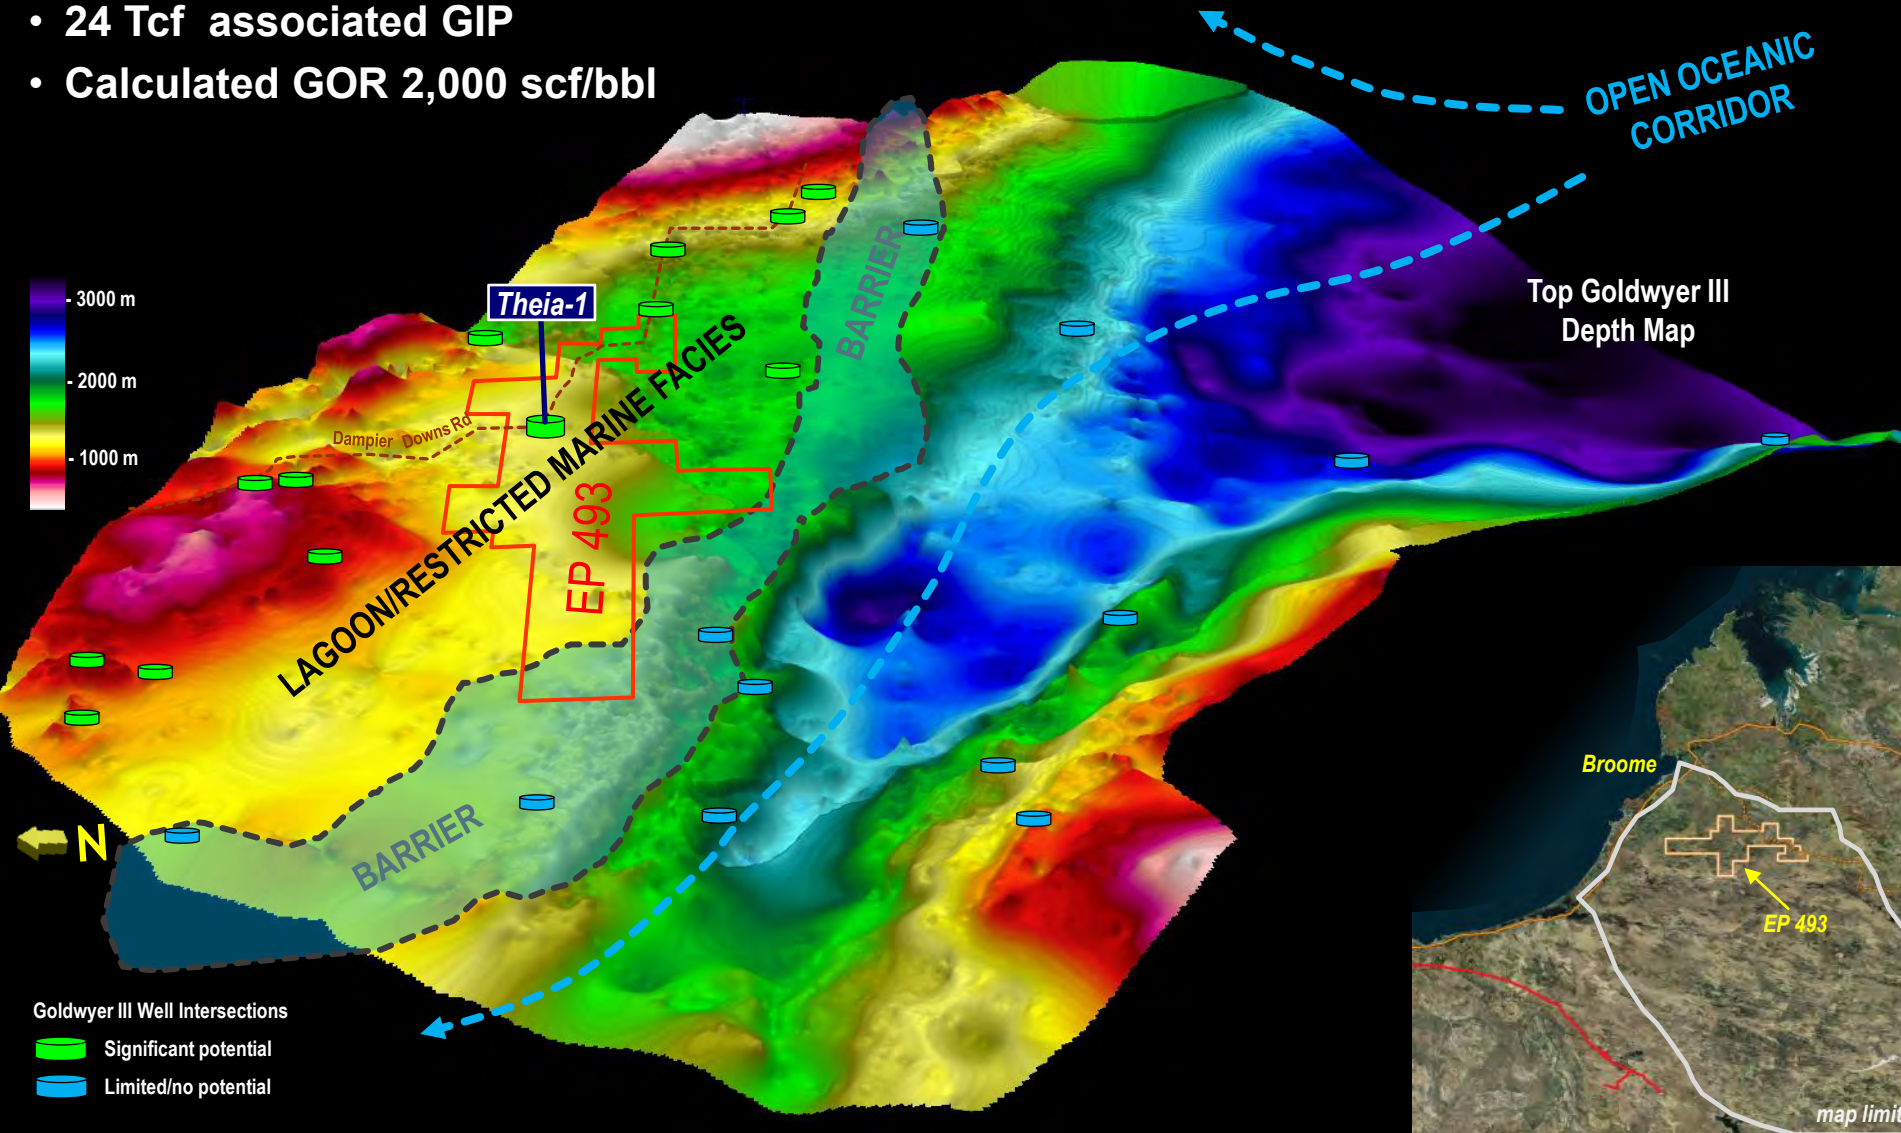 • 24 Tcf associated GIP
• Calculated GOR 2,000 scf/bbl
OPEN OCEANIC
CORRIDOR
Top Goldwyer III
Depth Map
- 3000 m
- 2000 m
- 1000 m
Theia-1
BARRIER
LAGOON/RESTRICTED MARINE FACIES
Dampier Downs Rd
EP 493
BARRIER
N
Goldwyer III Well Intersections
Significant potential
Limited/no potential
Broome
EP 493
map limit